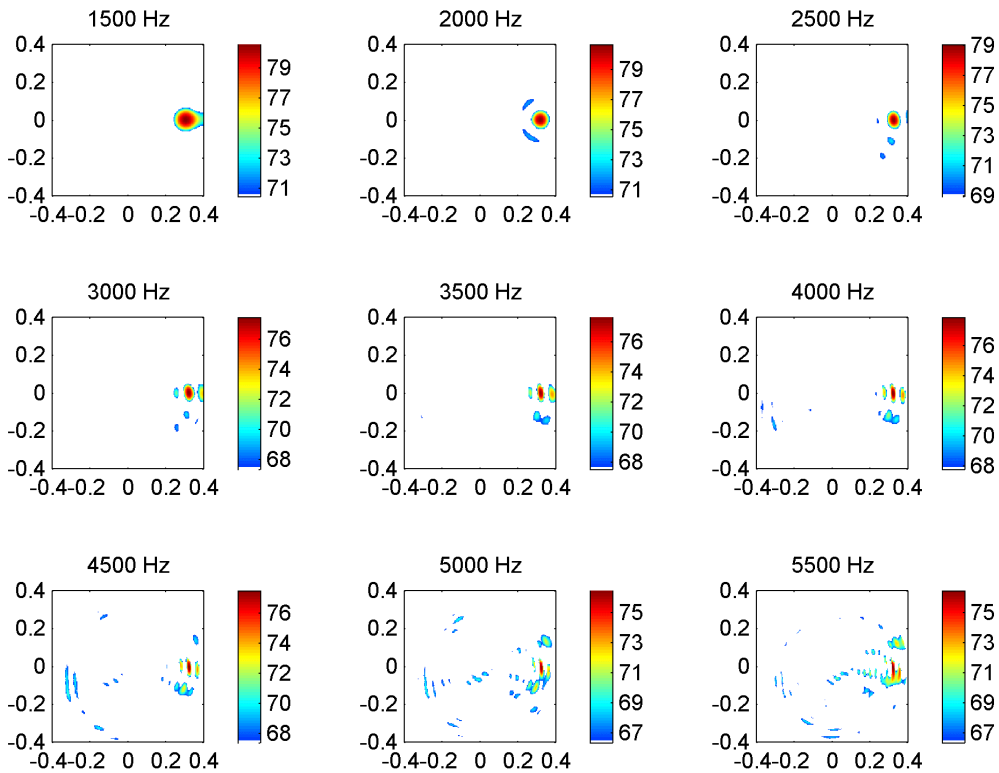 1500 Hz 2000 Hz 2500 Hz
0.4 0.4 0.4 79
79 79 77
0.2 77 0.2 77 0.2 75
0 75 0 75 0 73
-0.2 73 -0.2 73 -0.2 71
-0.4 71 -0.4 71 -0.4 69
-0.4 -0.2 0 0.2 0.4 -0.4 -0.2 0 0.2 0.4 -0.4 -0.2 0 0.2 0.4
3000 Hz 3500 Hz 4000 Hz
0.4 76 0.4 76 0.4 76
0.2 74 0.2 74 0.2 74
0 72 0 72 0 72
-0.2 70 -0.2 70 -0.2 70
-0.4 68 -0.4 68 -0.4 68
-0.4 -0.2 0 0.2 0.4 -0.4 -0.2 0 0.2 0.4 -0.4 -0.2 0 0.2 0.4
4500 Hz 5000 Hz 5500 Hz
0.4 76 0.4 75 0.4 75
0.2 74 0.2 73 0.2 73
0 72 0 71 0 71
-0.2 70 -0.2 69 -0.2 69
-0.4 68 -0.4 67 -0.4 67
-0.4 -0.2 0 0.2 0.4 -0.4 -0.2 0 0.2 0.4 -0.4 -0.2 0 0.2 0.4